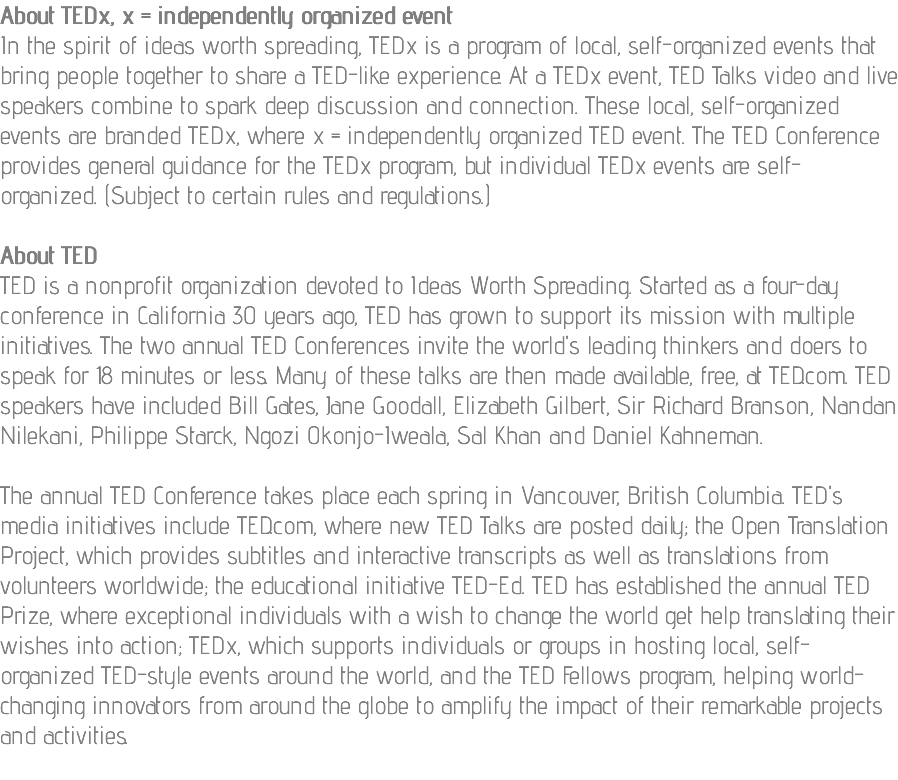 About TEDx, x = independently organized event
In the spirit of ideas worth spreading, TEDx is a program of local, self-organized events that
bring people together to share a TED-like experience. At a TEDx event, TED Talks video and live
speakers combine to spark deep discussion and connection. These local, self-organized
events are branded TEDx, where x = independently organized TED event. The TED Conference
provides general guidance for the TEDx program, but individual TEDx events are self-
organized. (Subject to certain rules and regulations.)
About TED
TED is a nonprofit organization devoted to Ideas Worth Spreading. Started as a four-day
conference in California 30 years ago, TED has grown to support its mission with multiple
initiatives. The two annual TED Conferences invite the world's leading thinkers and doers to
speak for 18 minutes or less. Many of these talks are then made available, free, at TED.com. TED
speakers have included Bill Gates, Jane Goodall, Elizabeth Gilbert, Sir Richard Branson, Nandan
Nilekani, Philippe Starck, Ngozi Okonjo-Iweala, Sal Khan and Daniel Kahneman.
The annual TED Conference takes place each spring in Vancouver, British Columbia. TED's
media initiatives include TED.com, where new TED Talks are posted daily; the Open Translation
Project, which provides subtitles and interactive transcripts as well as translations from
volunteers worldwide; the educational initiative TED-Ed. TED has established the annual TED
Prize, where exceptional individuals with a wish to change the world get help translating their
wishes into action; TEDx, which supports individuals or groups in hosting local, self-
organized TED-style events around the world, and the TED Fellows program, helping world-
changing innovators from around the globe to amplify the impact of their remarkable projects
and activities.